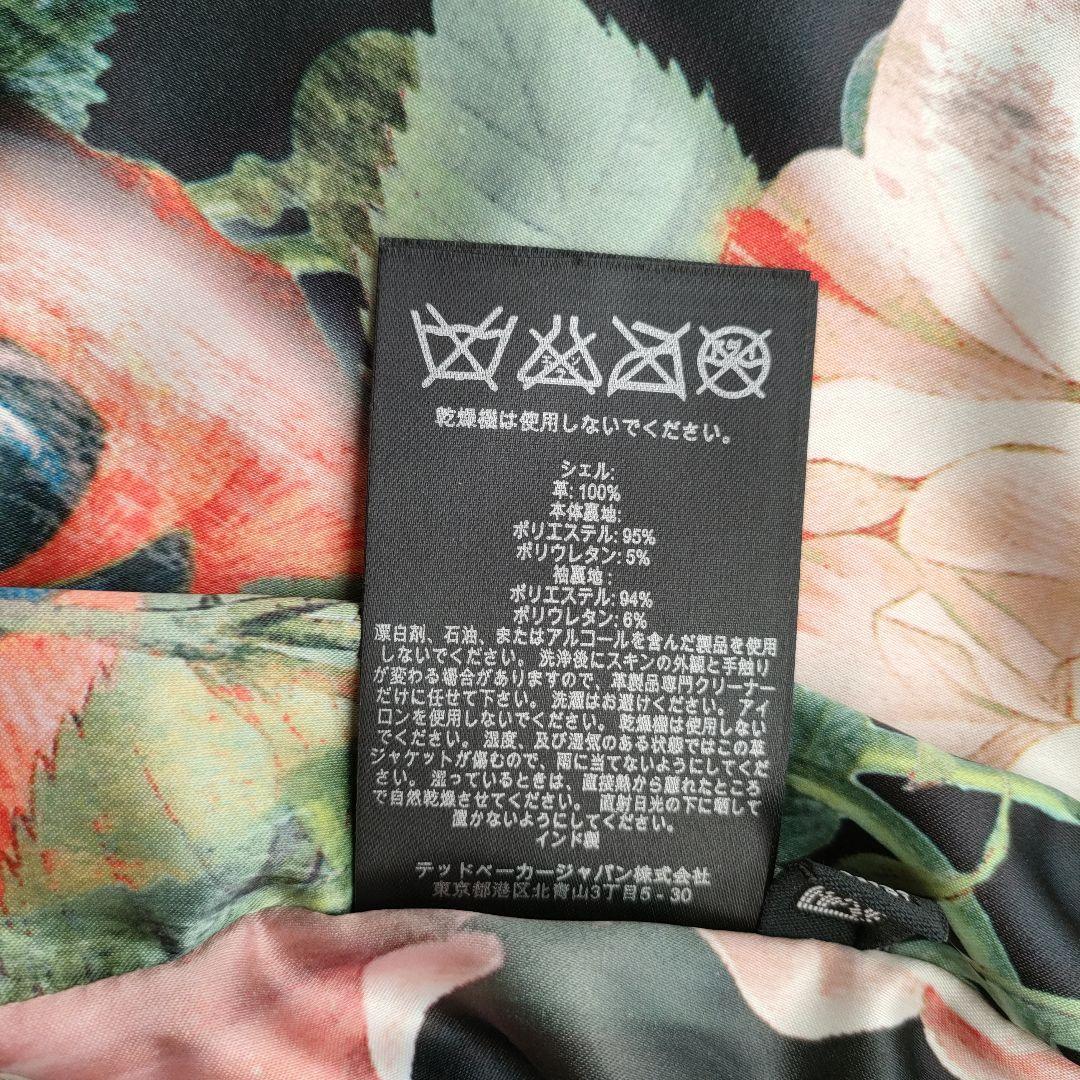 乾燥機は使用しないでください。
シェル:
革: 100%
本体裏地:
ポリエステル: 95%
ポリウレタン: 5%
袖裏地 :
ポリエステル: 94%
ポリウレタン: 6%
漂白剤、石油、またはアルコールを含んだ製品を使用
しないでください。 洗浄後にスキンの外観と手触り
が変わる場合がありますので、革製品専門クリーナー
だけに任せて下さい。 洗濯はお避けください。 アイ
ロンを使用しないでください。 乾燥機は使用しない
でください。 湿度、及び湿気のある状態ではこの革
ジャケットが傷むので、雨に当てないようにしてくだ
さい。 湿っているときは、直接熱から離れたところ
で自然乾燥させてください。 直射日光の下に晒して
置かないようにしてください。
インド製
テッドベーカージャパン株式会社
東京都港区北青山3丁目5 - 30